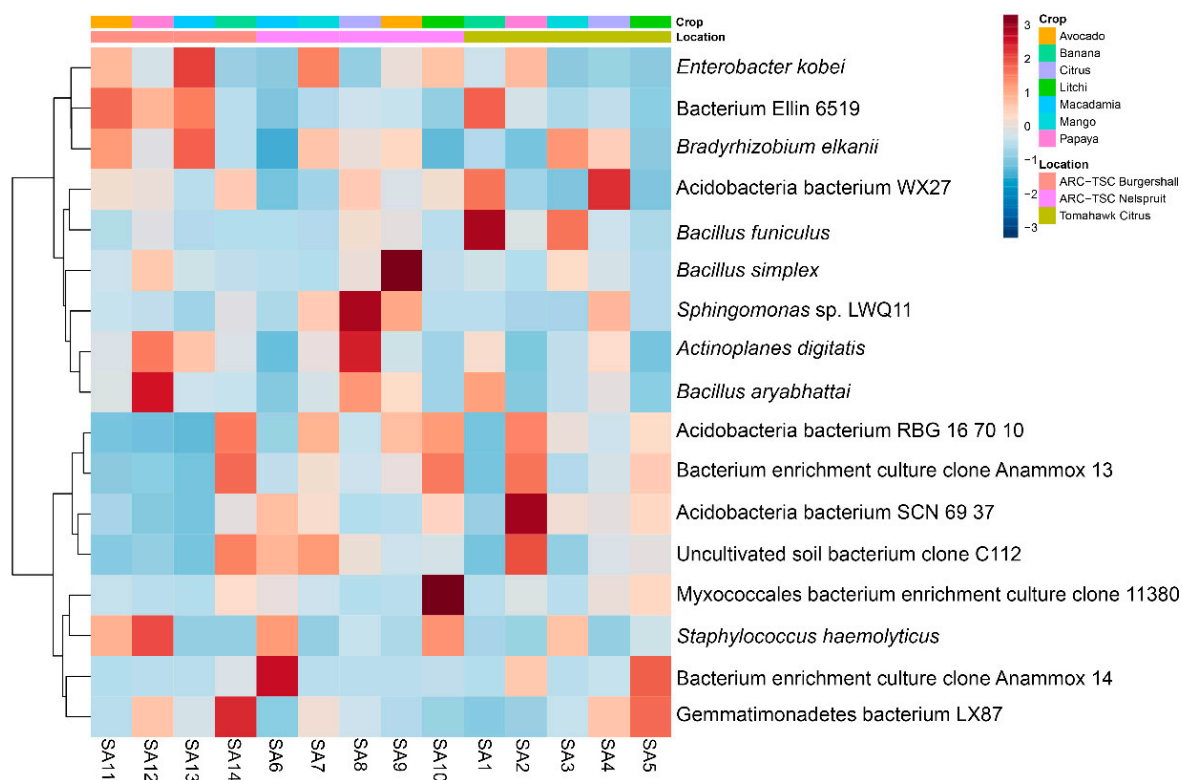 Crop
Location
Enterobacter kobei
Bacterium Ellin 6519
Bradyrhizobium elkanii
Acidobacteria bacterium WX27
Bacillus funiculus
Bacillus simplex
Sphingomonas sp. LWQ11
Actinoplanes digitatis
Bacillus aryabhattai
Acidobacteria bacterium RBG 16 70 10
Bacterium enrichment culture clone Anammox 13
Acidobacteria bacterium SCN 69 37
Uncultivated soil bacterium clone C112
Myxococcales bacterium enrichment culture clone 11380
Staphylococcus haemolyticus
Bacterium enrichment culture clone Anammox 14
Gemmatimonadetes bacterium LX87
SA11 SA12 SA13 SA14 SA6 SA7 SA8 SA9 SA10 SA1 SA2 SA3 SA4 SA5
3
2
1
0
−1
−2
−3
Crop
Avocado
Banana
Citrus
Litchi
Macadamia
Mango
Papaya
Location
ARC−TSC Burgershall
ARC−TSC Nelspruit
Tomahawk Citrus